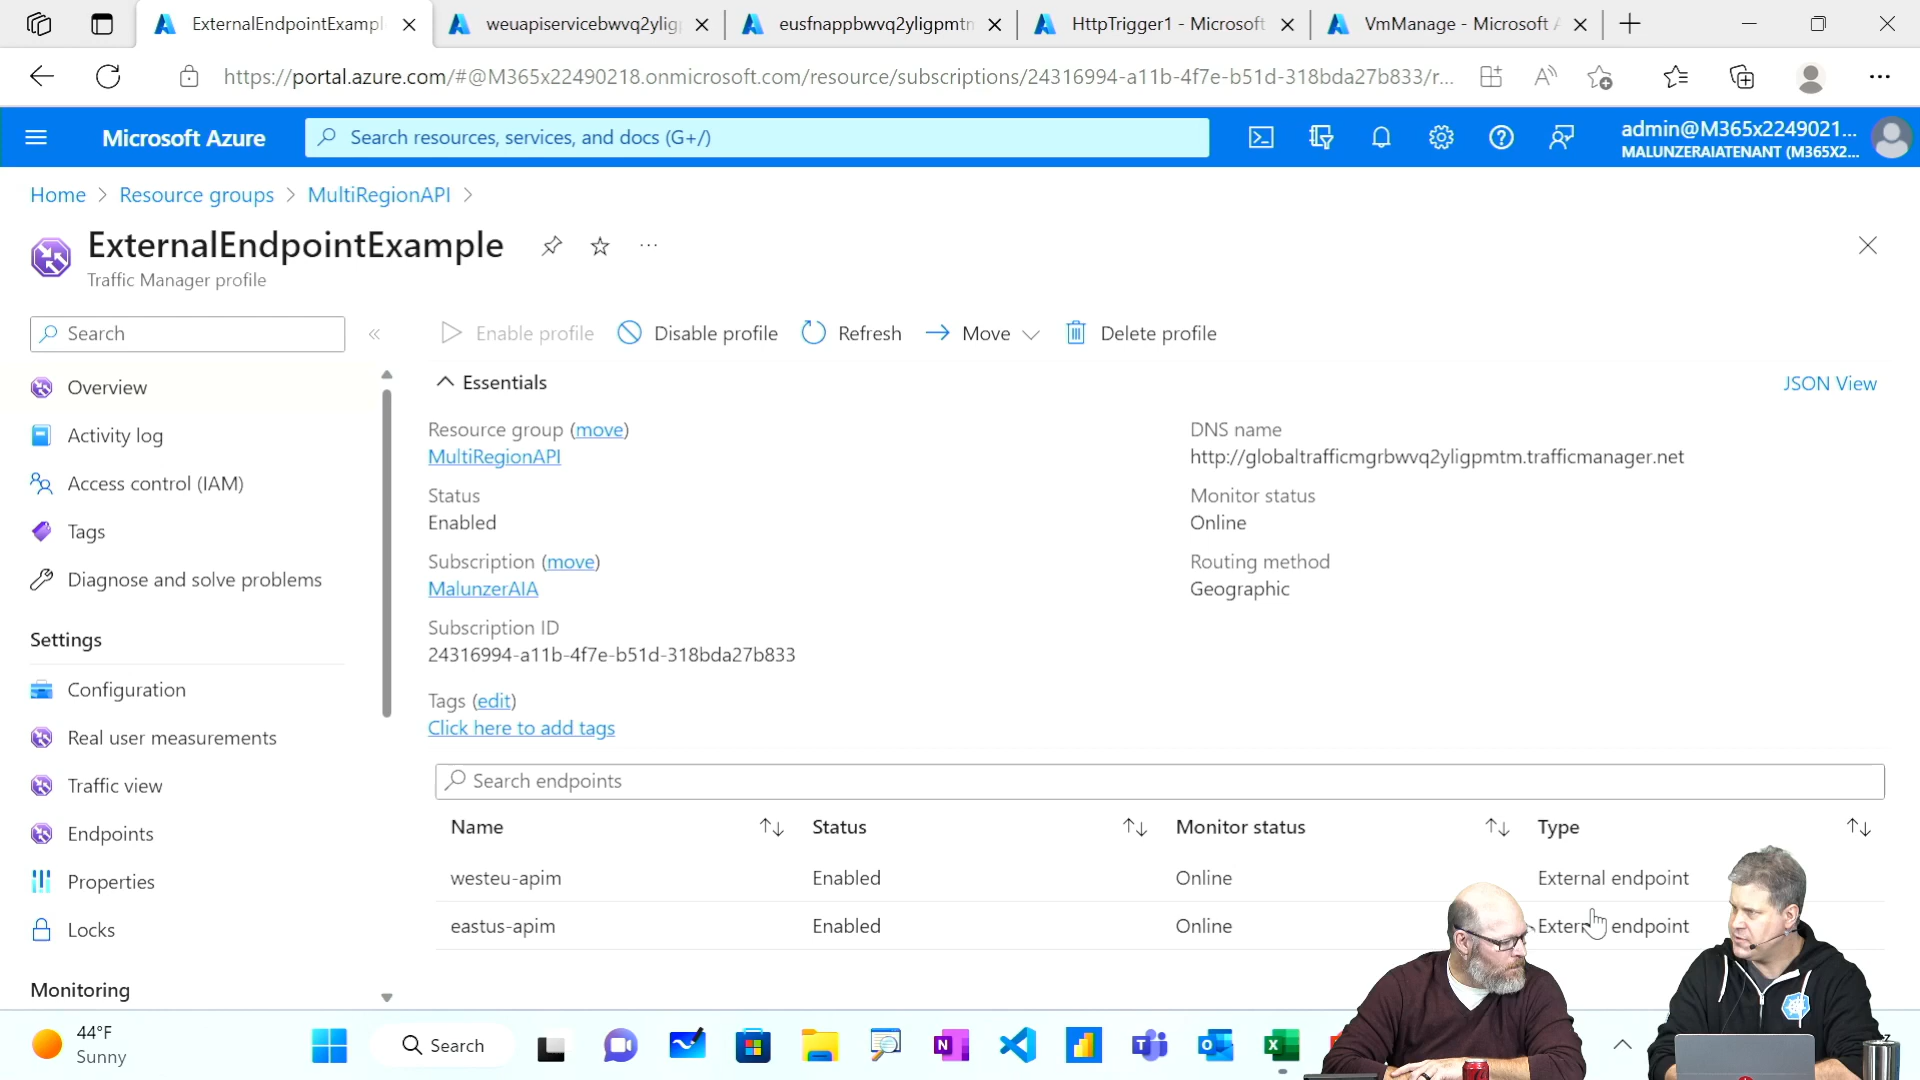 ExternalEndpointExampl
weuapiservicebwvq2ylig
eusfnappbwvq2yligpmtn
HttpTrigger1 - Microsoft
VmManage - Microsoft A
https://portal.azure.com/#@M365x22490218.onmicrosoft.com/resource/subscriptions/24316994-a11b-4f7e-b51d-318bda27b833/r...
Microsoft Azure
Search resources, services, and docs (G+/)
admin@M365x2249021...
MALUNZERAIATENANT (M365X2...
Home > Resource groups > MultiRegionAPI >
ExternalEndpointExample
Traffic Manager profile
Search
Enable profile
Disable profile
Refresh
Move
Delete profile
Overview
Activity log
Access control (IAM)
Tags
Diagnose and solve problems
Settings
Configuration
Real user measurements
Traffic view
Endpoints
Properties
Locks
Monitoring
Essentials
JSON View
Resource group (move)
MultiRegionAPI
Status
Enabled
Subscription (move)
MalunzerAIA
Subscription ID
24316994-a11b-4f7e-b51d-318bda27b833
Tags (edit)
Click here to add tags
DNS name
http://globaltrafficmgrbwvq2yligpmtm.trafficmanager.net
Monitor status
Online
Routing method
Geographic
Search endpoints
Name Status Monitor status Type
westeu-apim Enabled Online External endpoint
eastus-apim Enabled Online External endpoint
44°F
Sunny
Search